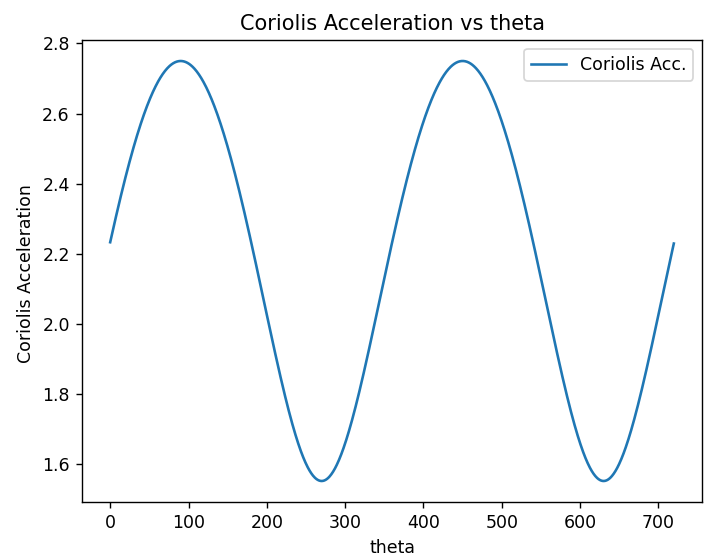 Coriolis Acceleration vs theta
Coriolis Acc.
Coriolis Acceleration
2.8
2.6
2.4
2.2
2.0
1.8
1.6
0 100 200 300 400 500 600 700
theta